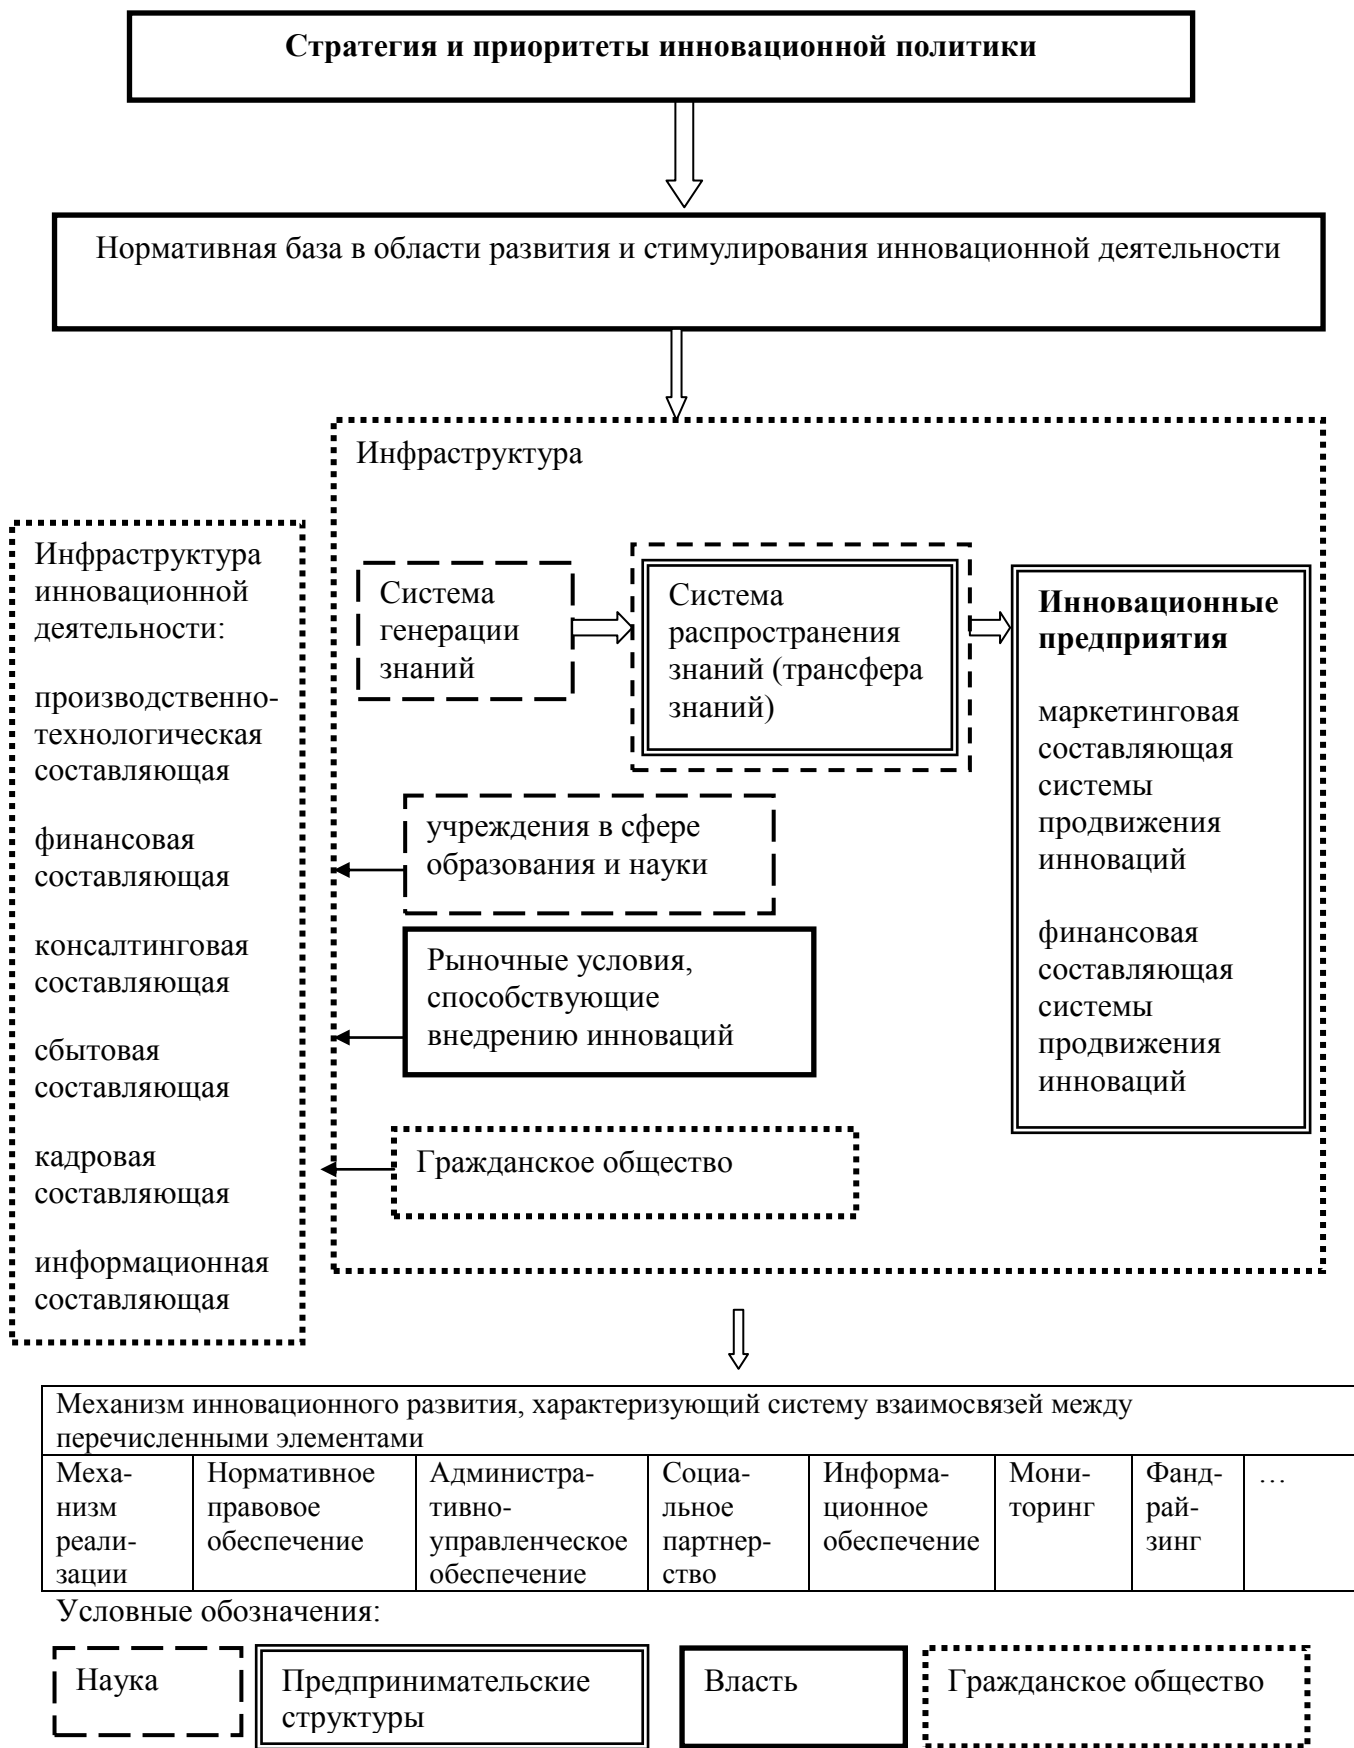 Стратегия и приоритеты инновационной политики
Нормативная база в области развития и стимулирования инновационной деятельности
Инфраструктура
Инфраструктура
инновационной
деятельности:
производственно-
технологическая
составляющая
финансовая
составляющая
консалтинговая
составляющая
сбытовая
составляющая
кадровая
составляющая
информационная
составляющая
Система
генерации
знаний
Система
распространения
знаний (трансфера
знаний)
Инновационные
предприятия
маркетинговая
составляющая
системы
продвижения
инноваций
финансовая
составляющая
системы
продвижения
инноваций
учреждения в сфере
образования и науки
Рыночные условия,
способствующие
внедрению инноваций
Гражданское общество
Механизм инновационного развития, характеризующий систему взаимосвязей между
перечисленными элементами
Меха-
низм
реали-
зации
Нормативное
правовое
обеспечение
Администра-
тивно-
управленческое
обеспечение
Социа-
льное
партнер-
ство
Информа-
ционное
обеспечение
Мони-
торинг
Фанд-
рай-
зинг
…
Условные обозначения:
Наука
Предпринимательские
структуры
Власть
Гражданское общество